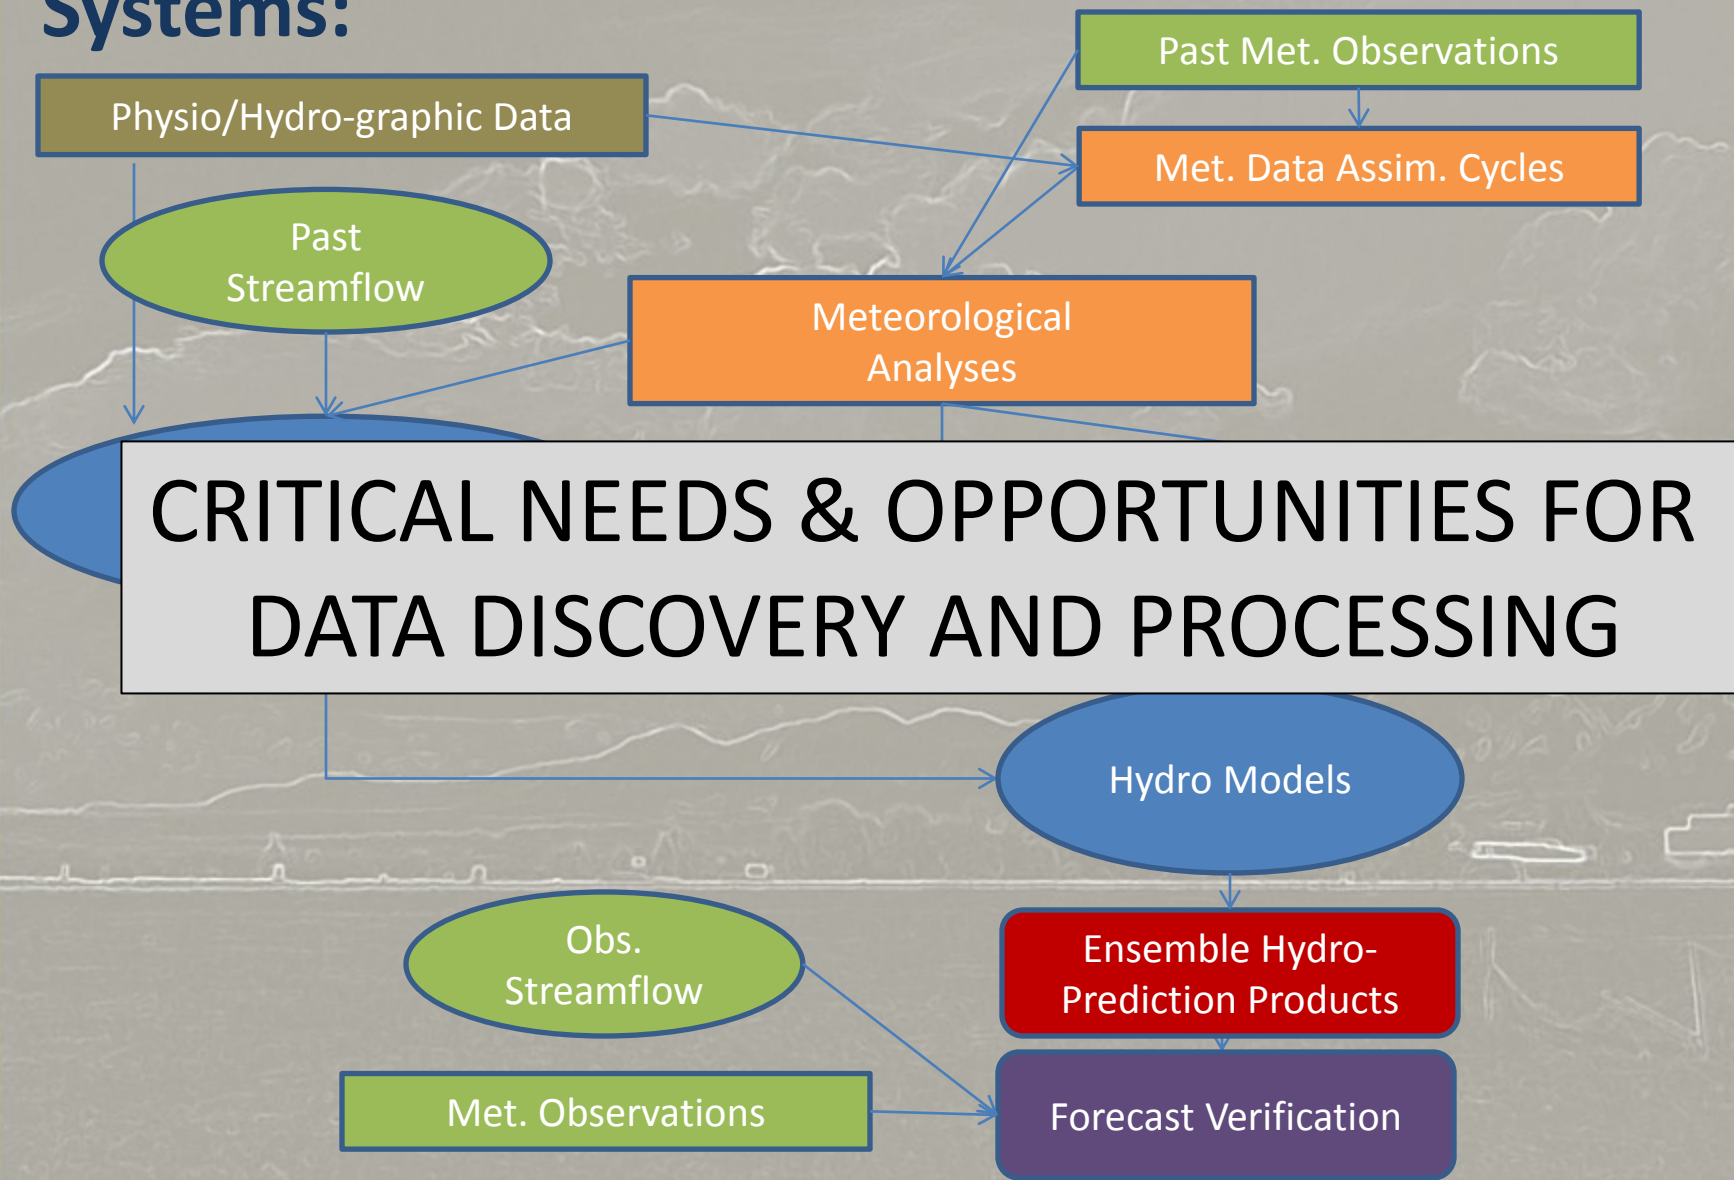 Systems:
Past Met. Observations
Physio/Hydro-graphic Data
Met. Data Assim. Cycles
Past
Streamflow
Meteorological
Analyses
CRITICAL NEEDS & OPPORTUNITIES FOR
DATA DISCOVERY AND PROCESSING
Hydro Models
Obs.
Streamflow
Ensemble Hydro-
Prediction Products
Met. Observations
Forecast Verification